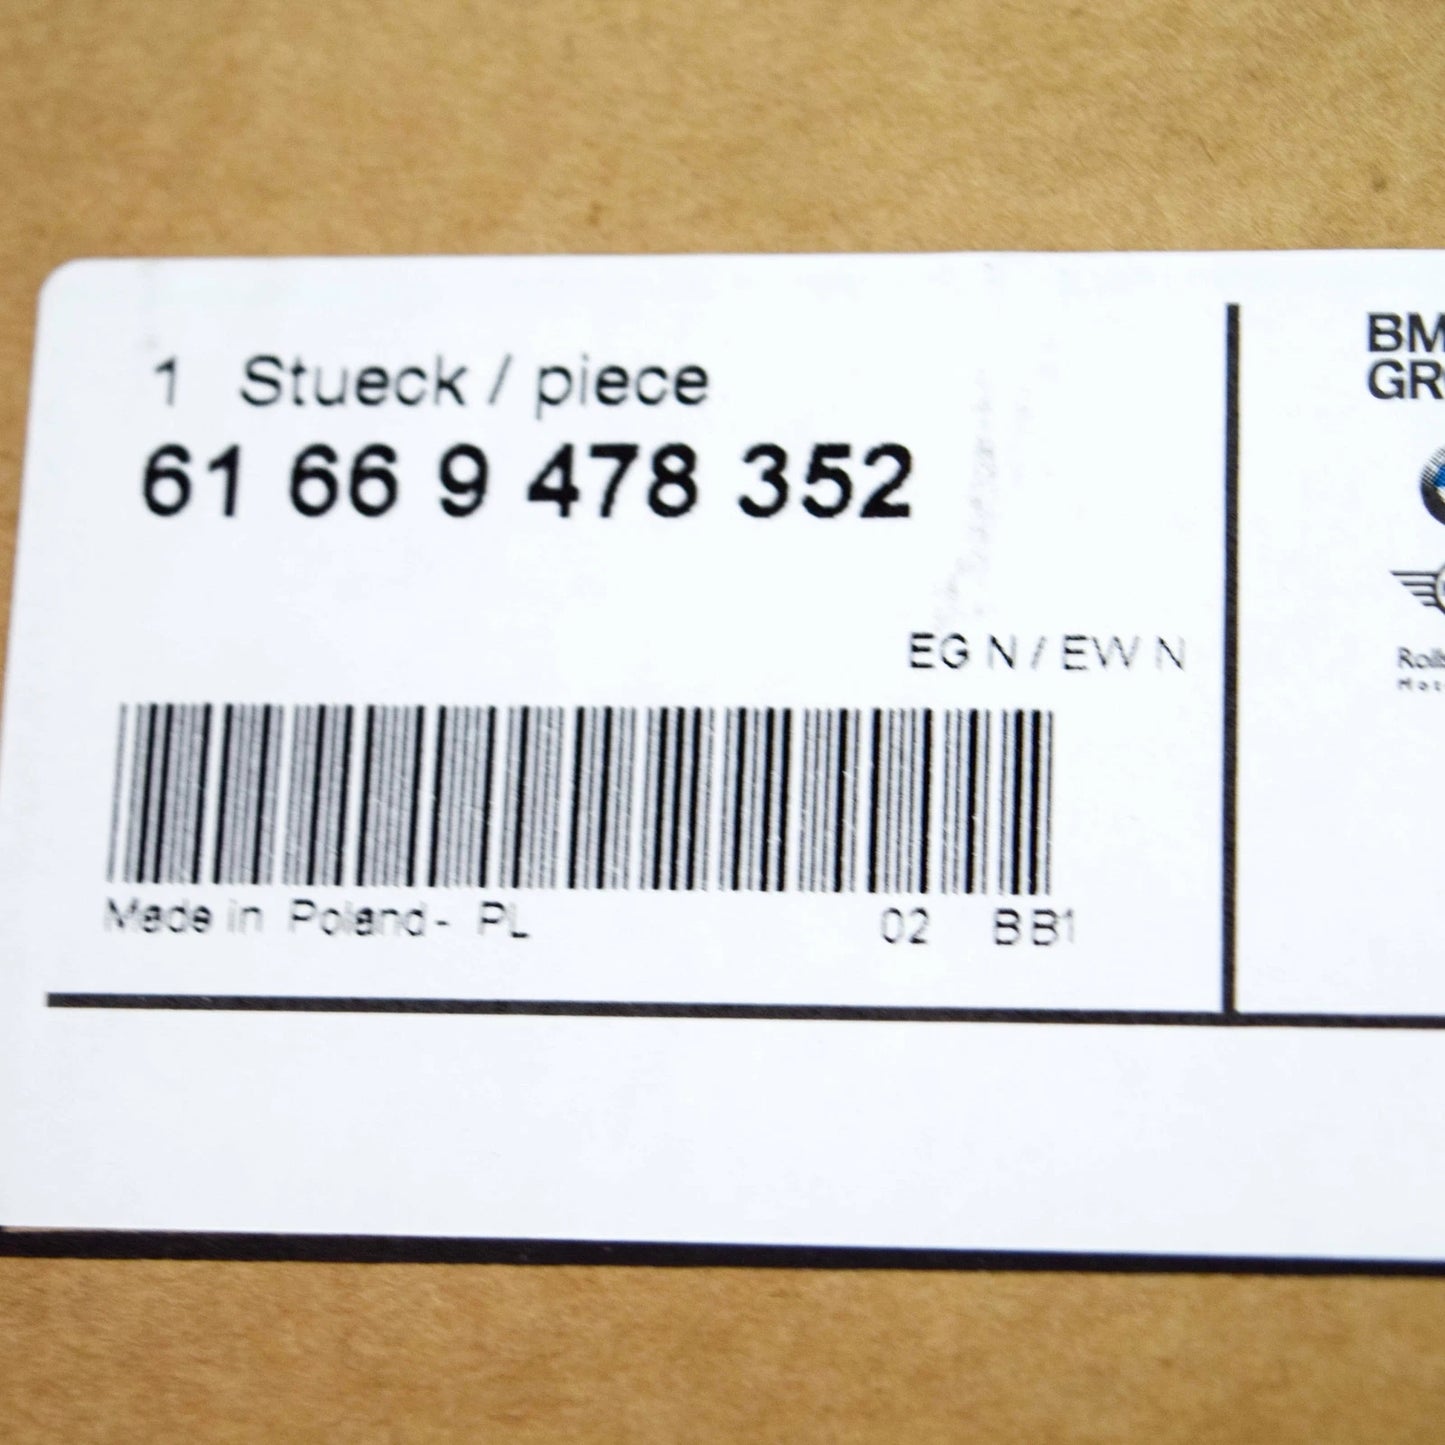 1 Stueck / piece
61 66 9 478 352
EG N / EW N
Made in Poland - PL 02 BB1
BM
GR